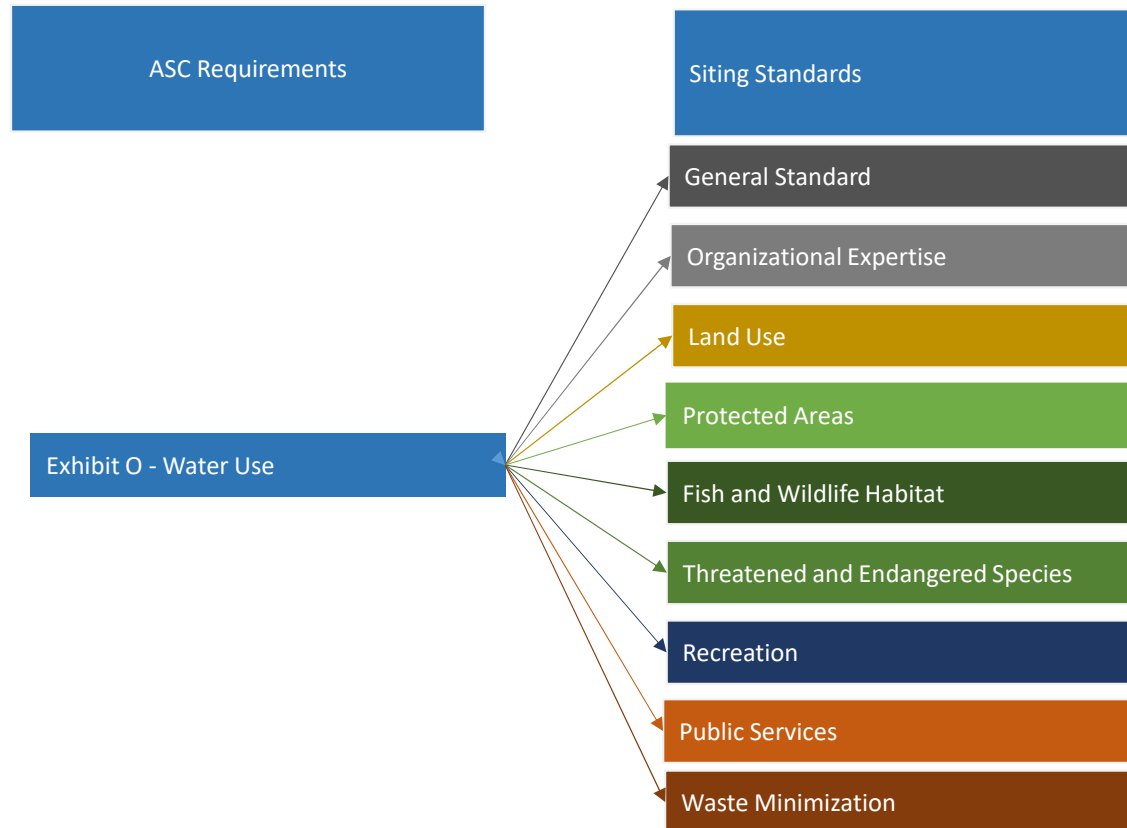 ASC Requirements
Siting Standards
General Standard
Organizational Expertise
Land Use
Protected Areas
Exhibit O - Water Use
Fish and Wildlife Habitat
Threatened and Endangered Species
Recreation
Public Services
Waste Minimization